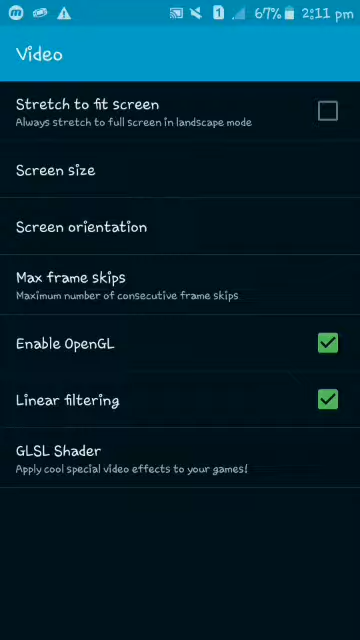 1 67% 2:11 pm
Video
Stretch to fit screen
Always stretch to full screen in landscape mode
Screen size
Screen orientation
Max frame skips
Maximum number of consecutive frame skips
Enable OpenGL
Linear filtering
GLSL Shader
Apply cool special video effects to your games!